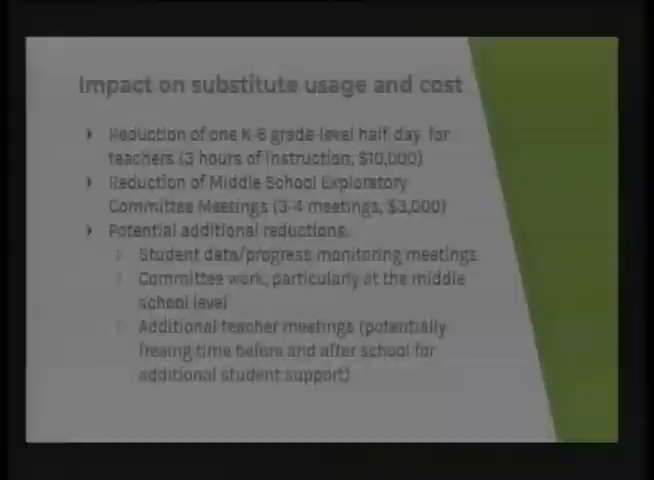 Impact on substitute usage and cost
Reduction of one K-6 grade-level half day for
teachers (3 hours of instruction, $10,000)
Reduction of Middle School Exploratory
Committee Meetings (3-4 meetings, $3,000)
Potential additional reductions:
Student data/progress monitoring meetings
Committee work, particularly at the middle
school level
Additional teacher meetings (potentially
freeing time before and after school for
additional student support)